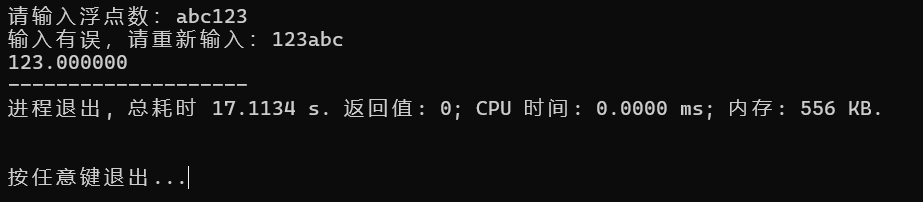 请输入浮点数: abc123
输入有误, 请重新输入: 123abc
123.000000
--------------------
进程退出, 总耗时 17.1134 s. 返回值: 0; CPU 时间: 0.0000 ms; 内存: 556 KB.
按任意键退出...